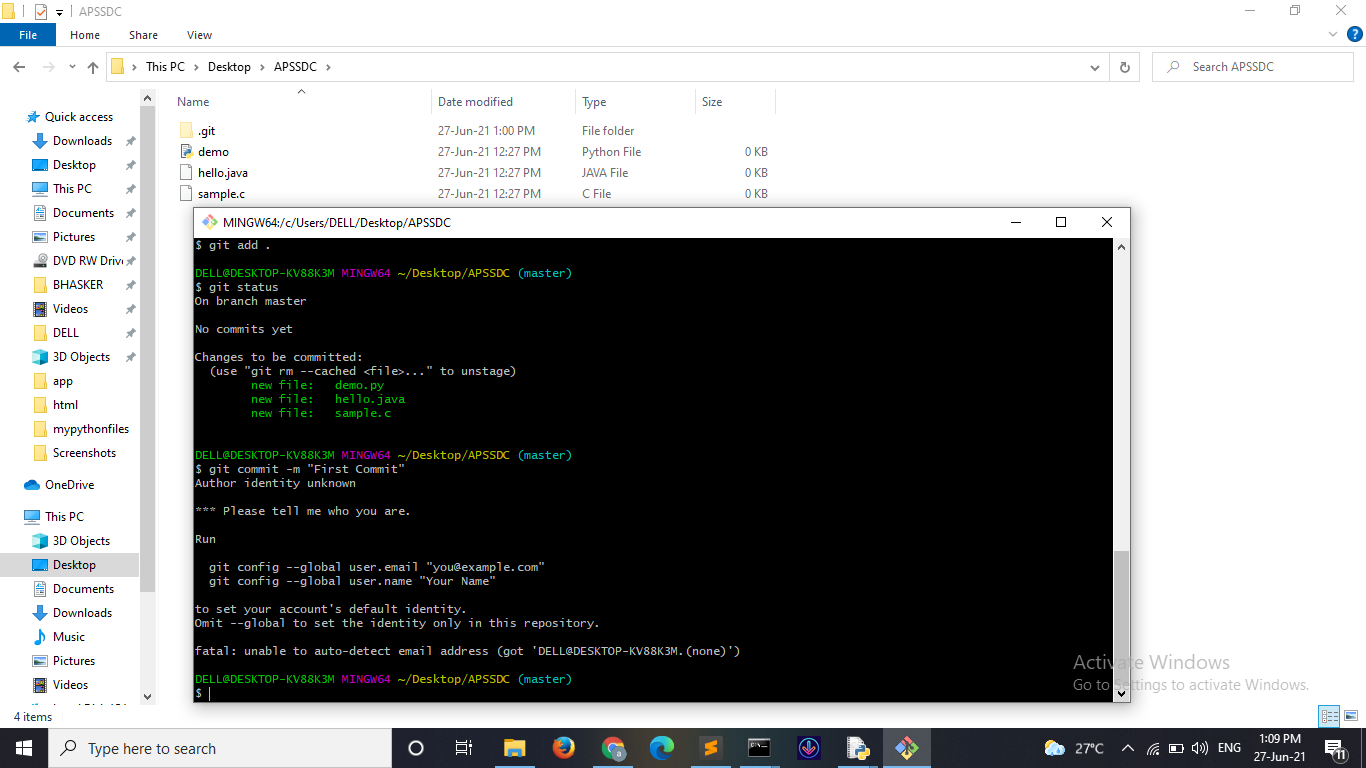 APSSDC
File Home Share View
This PC Desktop APSSDC
Search APSSDC
Name Date modified Type Size
.git 27-Jun-21 1:00 PM File folder
demo 27-Jun-21 12:27 PM Python File 0 KB
hello.java 27-Jun-21 12:27 PM JAVA File 0 KB
sample.c 27-Jun-21 12:27 PM C File 0 KB
Quick access
Downloads
Desktop
This PC
Documents
Pictures
DVD RW Driv
BHASKER
Videos
DELL
3D Objects
app
html
mypythonfiles
Screenshots
OneDrive
This PC
3D Objects
Desktop
Documents
Downloads
Music
Pictures
Videos
MINGW64:/c/Users/DELL/Desktop/APSSDC
$ git add .
DELL@DESKTOP-KV88K3M MINGW64 ~/Desktop/APSSDC (master)
$ git status
On branch master
No commits yet
Changes to be committed:
(use "git rm --cached <file>..." to unstage)
new file: demo.py
new file: hello.java
new file: sample.c
DELL@DESKTOP-KV88K3M MINGW64 ~/Desktop/APSSDC (master)
$ git commit -m "First Commit"
Author identity unknown
*** Please tell me who you are.
Run
git config --global user.email "you@example.com"
git config --global user.name "Your Name"
to set your account's default identity.
Omit --global to set the identity only in this repository.
fatal: unable to auto-detect email address (got 'DELL@DESKTOP-KV88K3M.(none)')
DELL@DESKTOP-KV88K3M MINGW64 ~/Desktop/APSSDC (master)
$
Activate Windows
Go to Settings to activate Windows.
4 items
Type here to search
27°C
ENG
1:09 PM
27-Jun-21
11